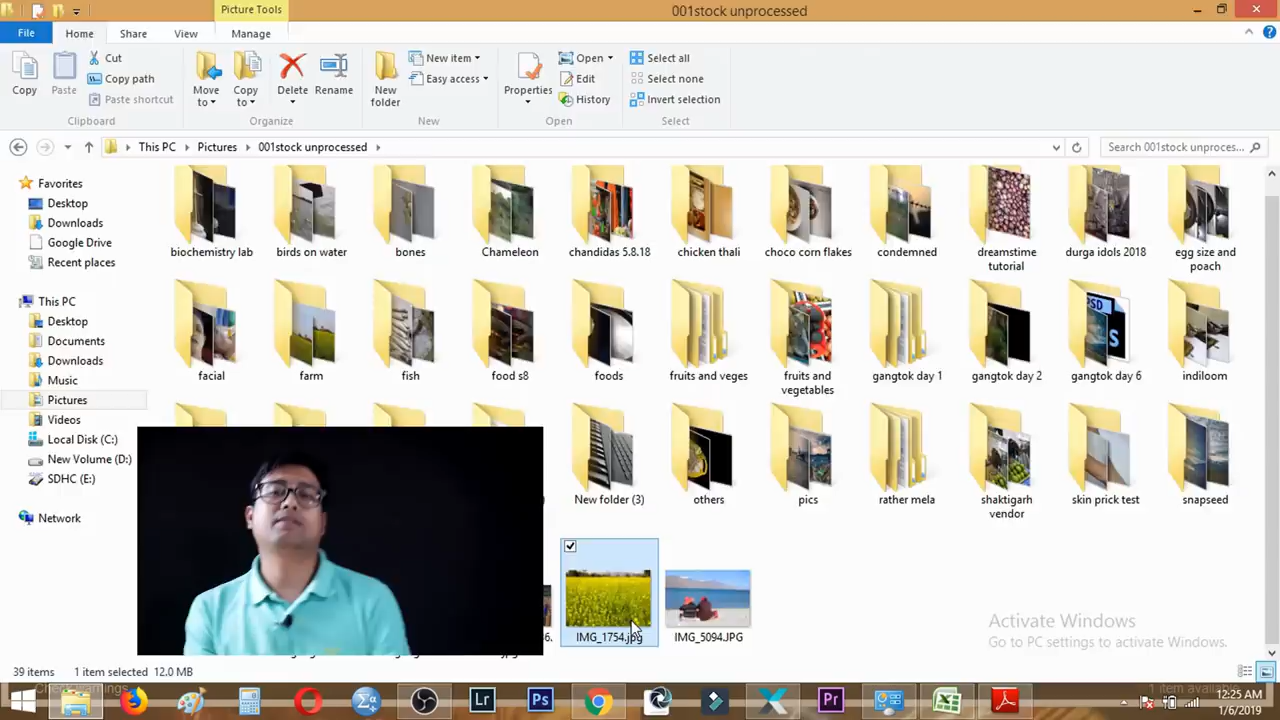 Picture Tools
001stock unprocessed
File
Home
Share
View
Manage
Copy
Paste
Cut
Copy path
Paste shortcut
Clipboard
Move to
Copy to
Delete
Rename
Organize
New folder
New item
Easy access
New
Properties
Open
Edit
History
Open
Select all
Select none
Invert selection
Select
This PC
Pictures
001stock unprocessed
Search 001stock unproces...
Favorites
Desktop
Downloads
Google Drive
Recent places
This PC
Desktop
Documents
Downloads
Music
Pictures
Videos
Local Disk (C:)
New Volume (D:)
SDHC (E:)
Network
biochemistry lab
birds on water
bones
Chameleon
chandidas 5.8.18
chicken thali
choco corn flakes
condemned
dreamstime
tutorial
durga idols 2018
egg size and
poach
facial
farm
fish
food s8
foods
fruits and veges
fruits and
vegetables
gangtok day 1
gangtok day 2
PSD
gangtok day 6
indiloom
New folder (3)
others
pics
rather mela
shaktigarh
vendor
skin prick test
snapseed
IMG_1754.jpg
IMG_5094.JPG
Activate Windows
Go to PC settings to activate Windows.
39 items
1 item selected 12.0 MB
1 item available
Lr
Ps
Pr
12:25 AM
1/6/2019